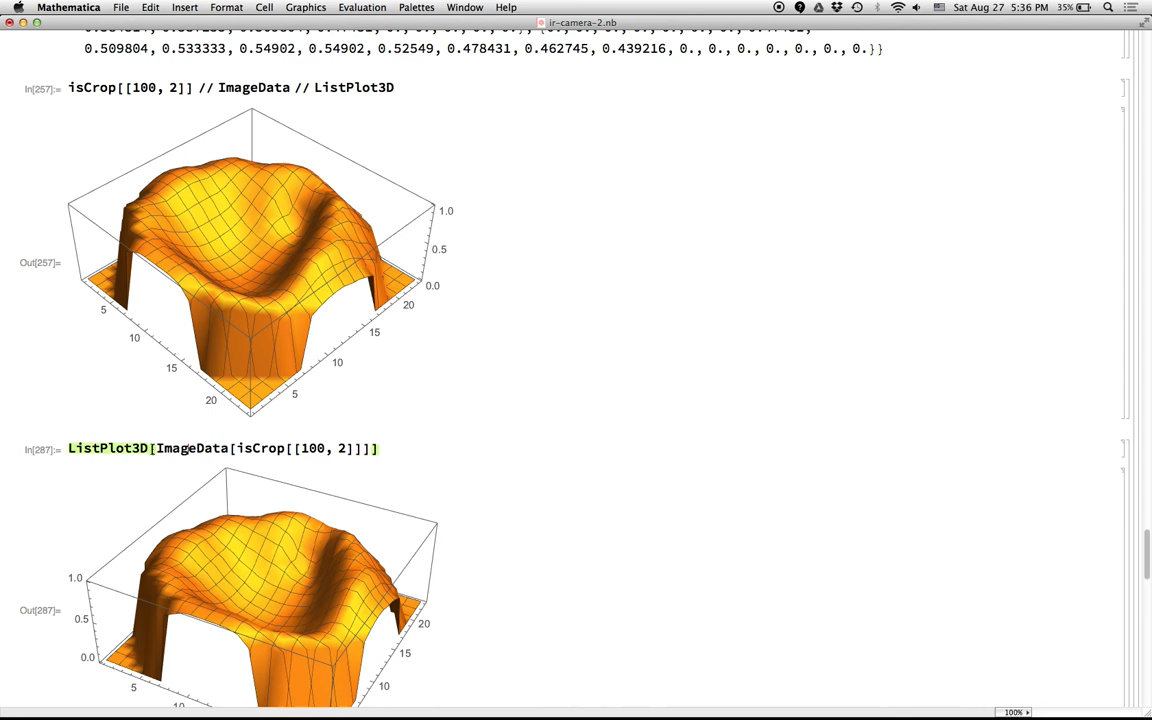 Mathematica File Edit Insert Format Cell Graphics Evaluation Palettes Window Help Sat Aug 27 5:36 PM 35%
ir-camera-2.nb
0.509804, 0.533333, 0.54902, 0.54902, 0.52549, 0.478431, 0.462745, 0.439216, 0., 0., 0., 0., 0., 0.}}
In[257]:= isCrop[[100, 2]] // ImageData // ListPlot3D
Out[257]=
1.0
0.5
0.0
5
10
15
20
5
10
15
20
In[287]:= ListPlot3D[ImageData[isCrop[[100, 2]]]]
Out[287]=
1.0
0.5
0.0
5
10
20
15
10
100%